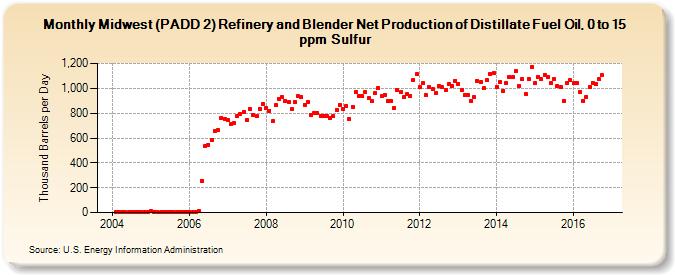 Monthly Midwest (PADD 2) Refinery and Blender Net Production of Distillate Fuel Oil, 0 to 15
ppm Sulfur
Thousand Barrels per Day
1,200
1,000
800
600
400
200
0
2004 2006 2008 2010 2012 2014 2016
Source: U.S. Energy Information Administration